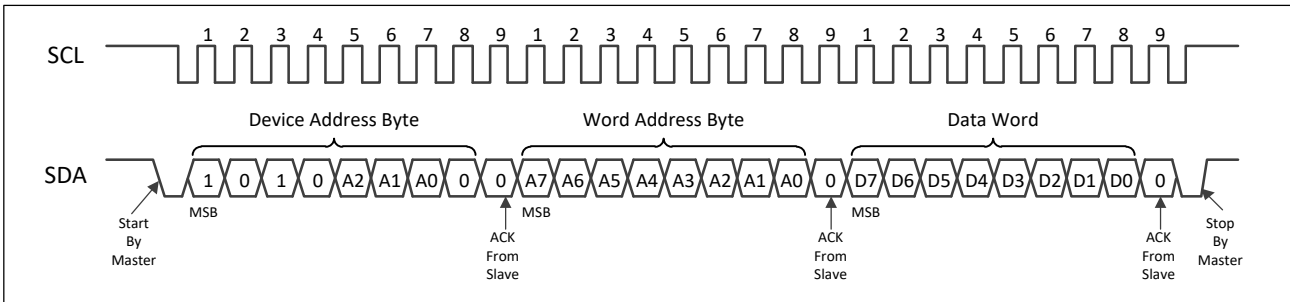 SCL
1 2 3 4 5 6 7 8 9 1 2 3 4 5 6 7 8 9 1 2 3 4 5 6 7 8 9
Device Address Byte Word Address Byte Data Word
SDA
1 0 1 0 A2 A1 A0 0 0 A7 A6 A5 A4 A3 A2 A1 A0 0 D7 D6 D5 D4 D3 D2 D1 D0 0
MSB MSB MSB
Start
By
Master
ACK
From
Slave
ACK
From
Slave
ACK
From
Slave
Stop
By
Master